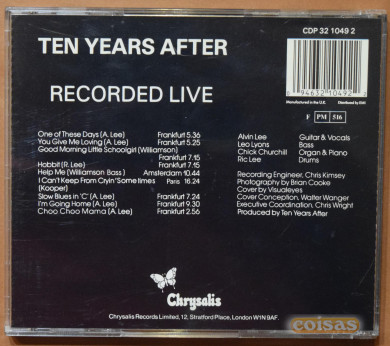 TEN YEARS AFTER
CDP 32 1049 2
0 94632 10492 2
Manufactured in the U.K. Distributed by EMI
F PM 516
RECORDED LIVE
One of These Days (A. Lee) Frankfurt 5.36
You Give Me Loving (A. Lee) Frankfurt 5.25
Good Morning Little Schoolgirl (Williamson)
Frankfurt 7.15
Hobbit (R. Lee) Frankfurt 7.15
Help Me (Williamson Bass) Amsterdam 10.44
I Can't Keep From Cryin' Sometimes Paris 16.24
(Kooper)
Slow Blues in 'C' (A. Lee) Frankfurt 7.24
I'm Going Home (A. Lee) Frankfurt 9.30
Choo Choo Mama (A. Lee) Frankfurt 2.56
Alvin Lee Guitar & Vocals
Leo Lyons Bass
Chick Churchill Organ & Piano
Ric Lee Drums
Recording Engineer, Chris Kimsey
Photography by Brian Cooke
Cover by Visualeyes
Cover Conception, Walter Wanger
Executive Coordination, Chris Wright
Produced by Ten Years After
Chrysalis
Chrysalis Records Limited, 12, Stratford Place, London W1N 9AF.
coisas